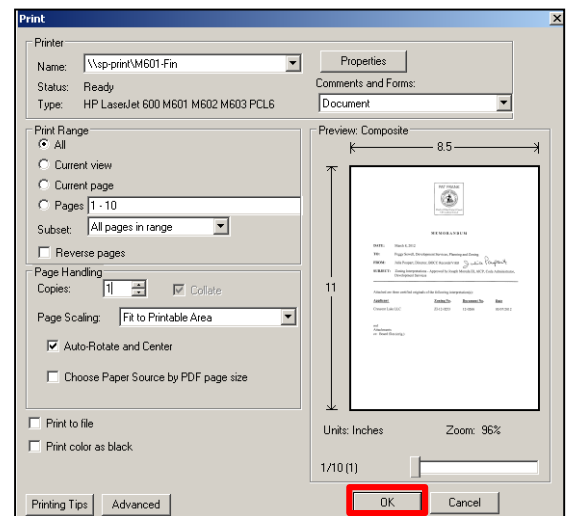 Print
Printer
Name: \\sp-print\M601-Fin
Properties
Status: Ready
Comments and Forms:
Type: HP LaserJet 600 M601 M602 M603 PCL6
Document
Print Range
All
Current view
Current page
Pages 1 - 10
Subset: All pages in range
Reverse pages
Page Handling
Copies: 1
Collate
Page Scaling: Fit to Printable Area
Auto-Rotate and Center
Choose Paper Source by PDF page size
Print to file
Print color as black
Printing Tips
Advanced
Preview: Composite
8.5
11
MEMORANDUM
DATE:
TO:
FROM:
SUBJECT:
Units: Inches Zoom: 96%
1/10 (1)
OK
Cancel